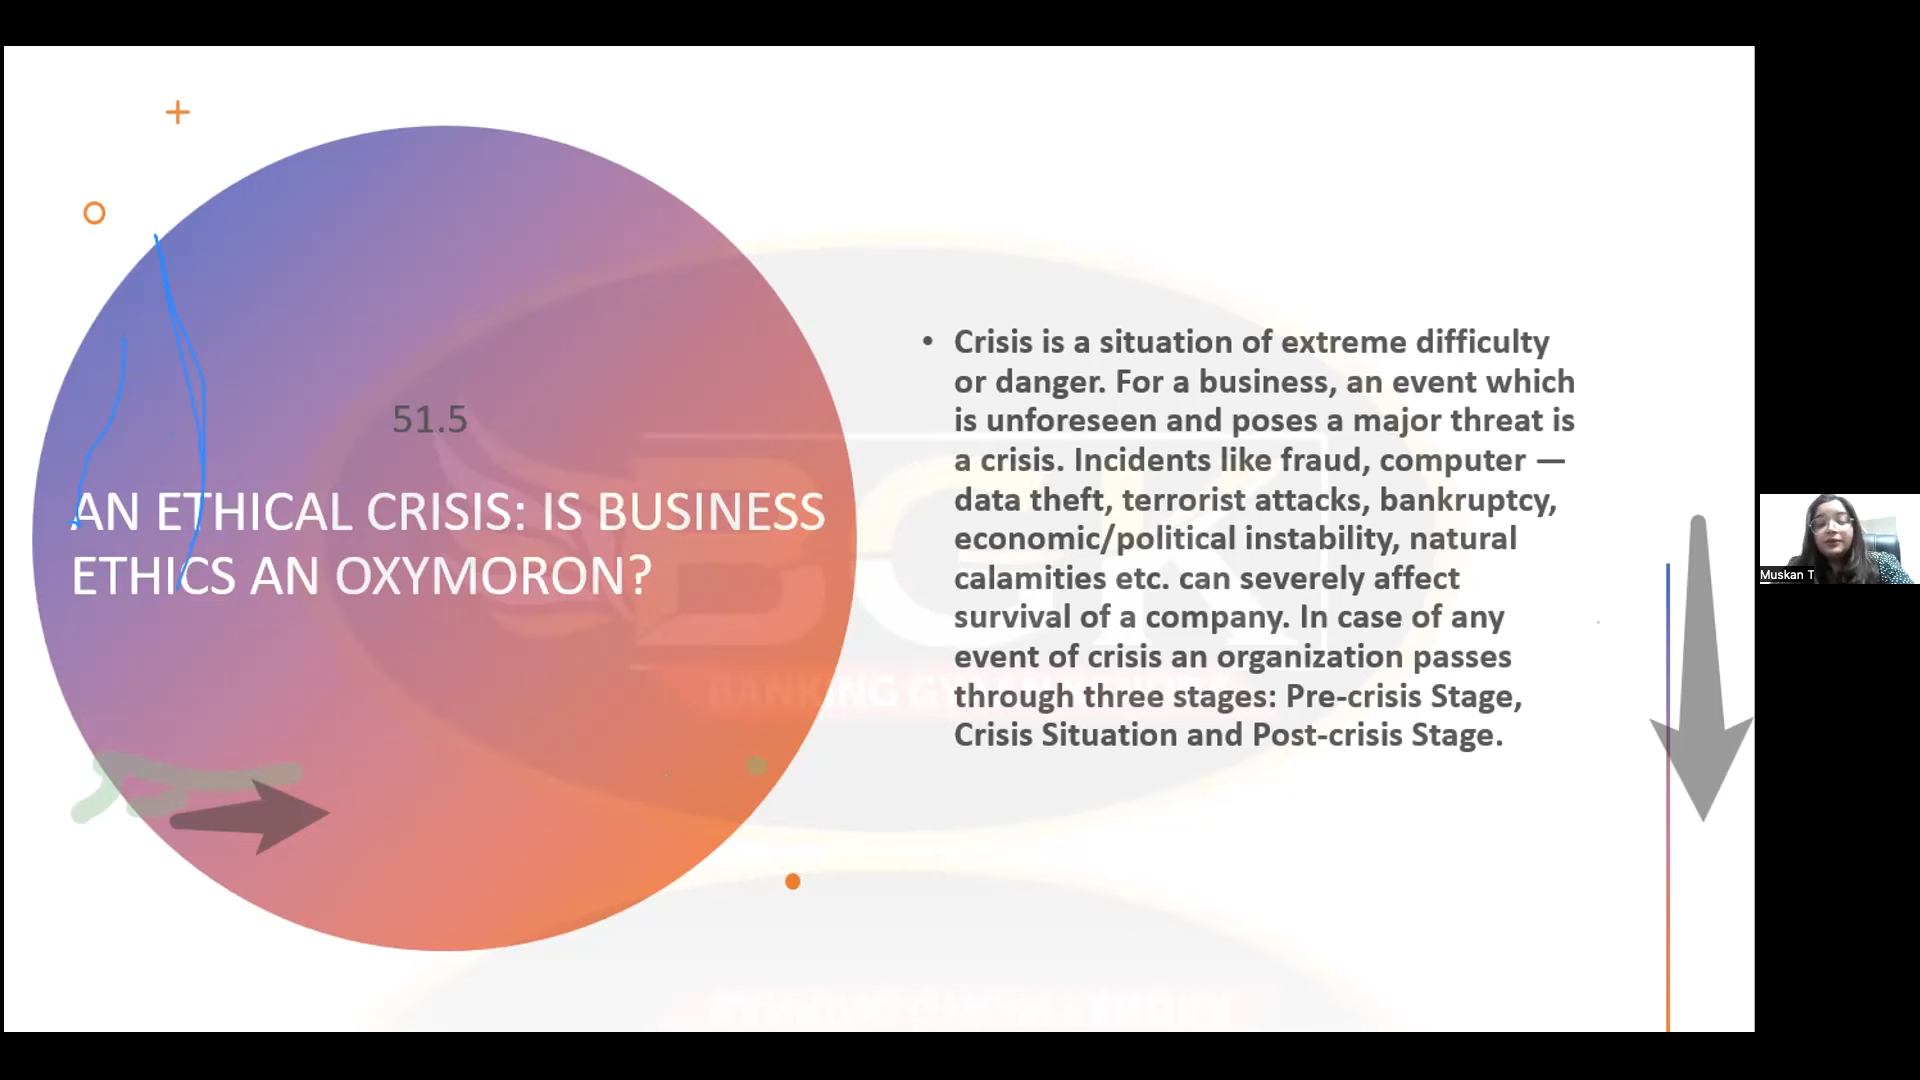 51.5
AN ETHICAL CRISIS: IS BUSINESS
ETHICS AN OXYMORON?
• Crisis is a situation of extreme difficulty
or danger. For a business, an event which
is unforeseen and poses a major threat is
a crisis. Incidents like fraud, computer —
data theft, terrorist attacks, bankruptcy,
economic/political instability, natural
calamities etc. can severely affect
survival of a company. In case of any
event of crisis an organization passes
through three stages: Pre-crisis Stage,
Crisis Situation and Post-crisis Stage.
BGK
BANKING
Muskan T